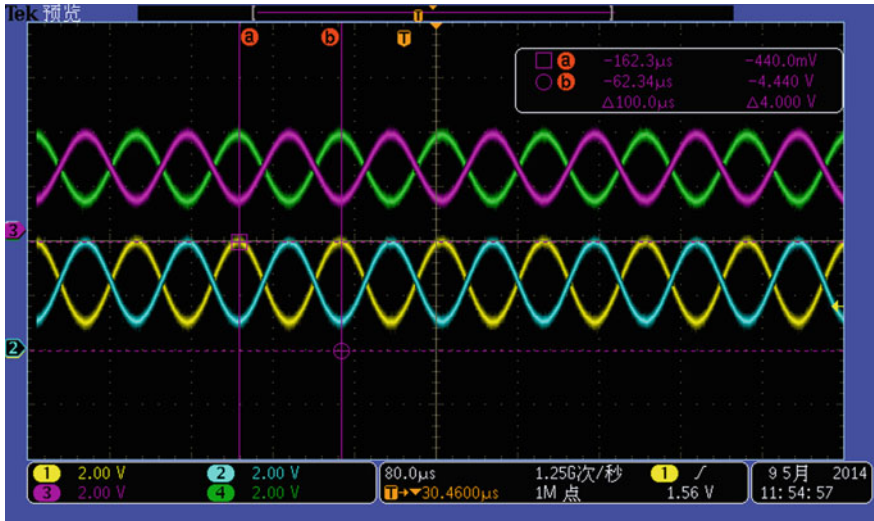 Tek 预览
a b T
a −162.3μs −440.0mV
b −62.34μs −4.440 V
△100.0μs △4.000 V
3
2
1 2.00 V 2 2.00 V 80.0μs 1.25G次/秒 1 ∫ 9 5月 2014
3 2.00 V 4 2.00 V T→▼30.4600μs 1M 点 1.56 V 11:54:57